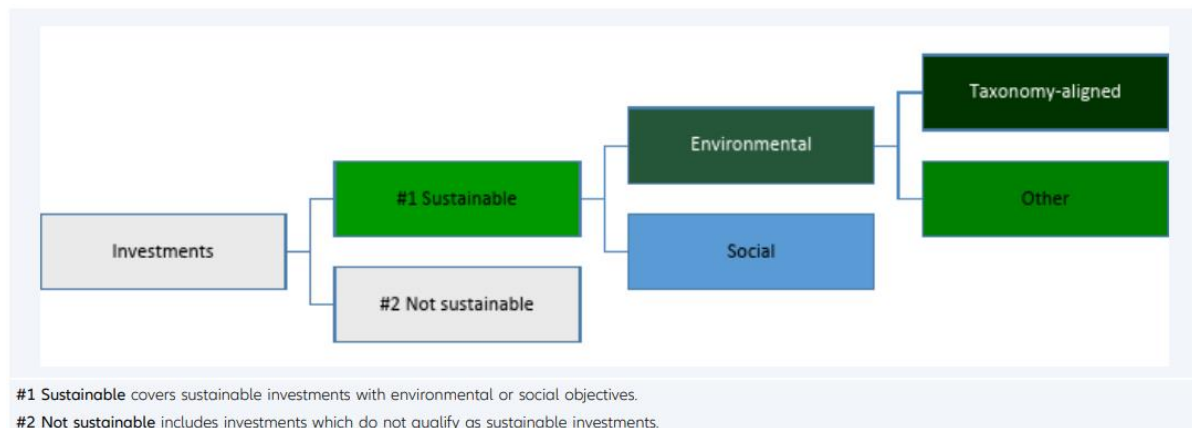 Taxonomy-aligned
Environmental
#1 Sustainable
Other
Investments
Social
#2 Not sustainable
#1 Sustainable covers sustainable investments with environmental or social objectives.
#2 Not sustainable includes investments which do not qualify as sustainable investments.